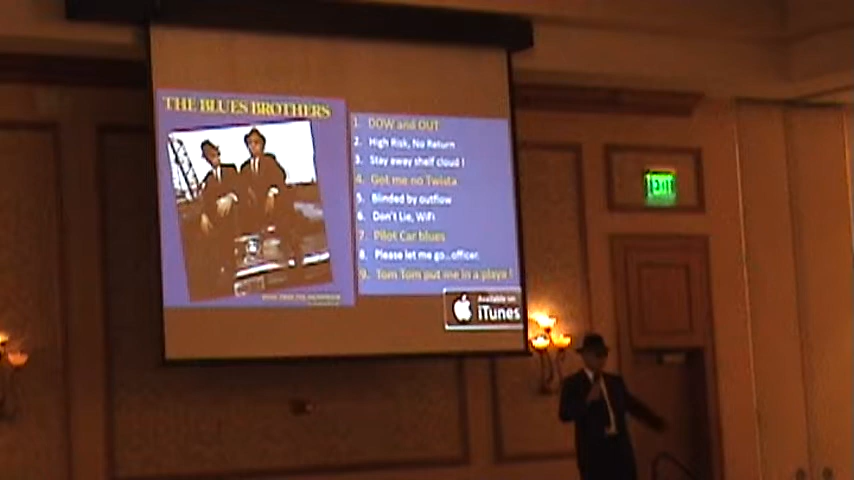 THE BLUES BROTHERS
1. DOW and OUT
2. High Risk, No Return
3. Stay away shelf cloud !
4. Got me no Twista
5. Blinded by outflow
6. Don't Lie, WiFi
7. Pilot Car blues
8. Please let me go...officer.
9. Tom Tom put me in a playa !
Available on
iTunes
EXIT